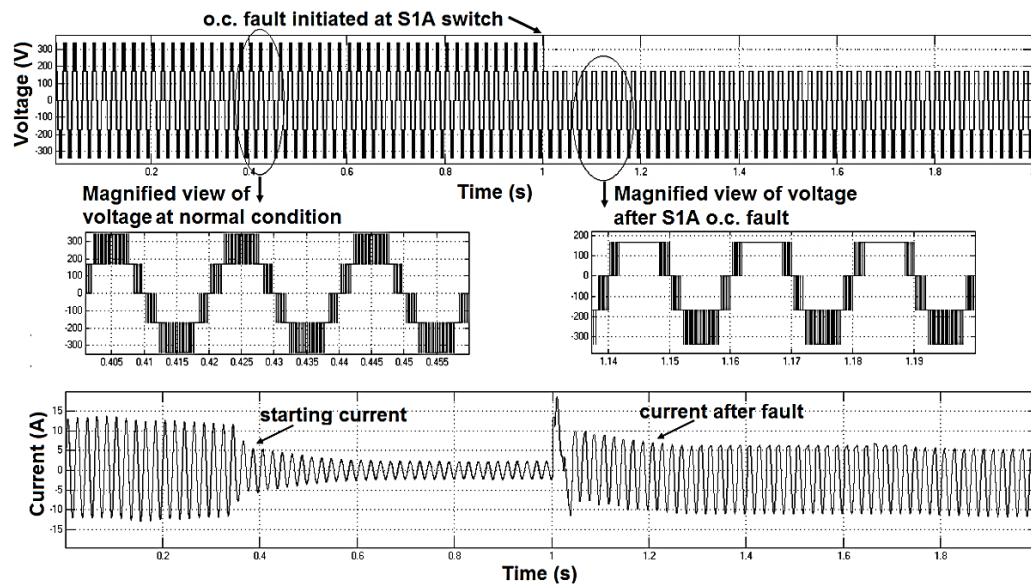 o.c. fault initiated at S1A switch
Voltage (V)
300
200
100
0
-100
-200
-300
0.2 0.4 0.6 0.8 1 1.2 1.4 1.6 1.8
Time (s)
Magnified view of
voltage at normal condition
Magnified view of voltage
after S1A o.c. fault
300
200
100
0
-100
-200
-300
0.405 0.41 0.415 0.42 0.425 0.43 0.435 0.44 0.445 0.45 0.455
200
100
0
-100
-200
-300
1.14 1.15 1.16 1.17 1.18 1.19
Current (A)
15
10
5
0
-5
-10
-15
starting current
current after fault
0.2 0.4 0.6 0.8 1 1.2 1.4 1.6 1.8
Time (s)